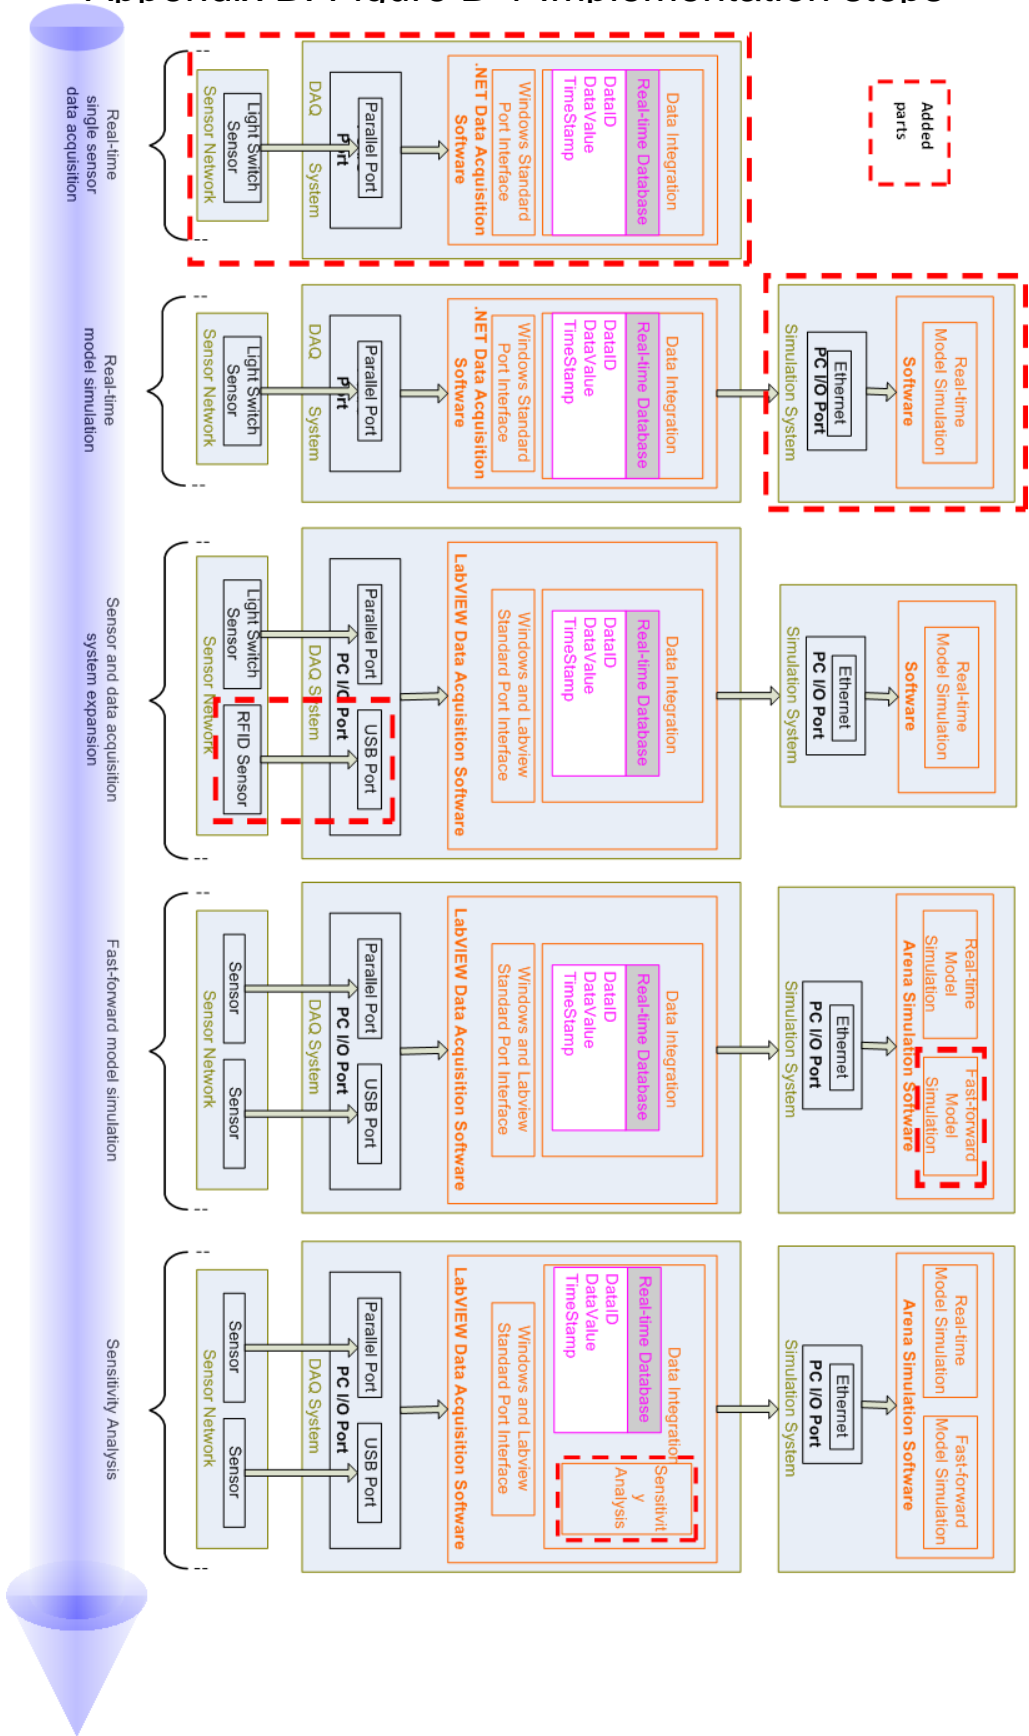 Appendix Figure Implementation steps
Added
parts
Real-time
single sensor
data acquisition
Light Switch
Sensor
Sensor Network
Parallel Port
Port
DAQ System
Data Integration
Real-time Database
DataID
DataValue
TimeStamp
Windows Standard
Port Interface
.NET Data Acquisition
Software
Real-time
model simulation
Light Switch
Sensor
Sensor Network
Parallel Port
Port
DAQ System
Data Integration
Real-time Database
DataID
DataValue
TimeStamp
Windows Standard
Port Interface
.NET Data Acquisition
Software
Real-time
Model Simulation
Software
Ethernet
PC I/O Port
Simulation System
Sensor and data acquisition
system expansion
Light Switch
Sensor
RFID Sensor
Sensor Network
Parallel Port
USB Port
PC I/O Port
DAQ System
Data Integration
Real-time Database
DataID
DataValue
TimeStamp
Windows and Labview
Standard Port Interface
LabVIEW Data Acquisition Software
Real-time
Model Simulation
Software
Ethernet
PC I/O Port
Simulation System
Fast-forward model simulation
Sensor
Sensor
Sensor Network
Parallel Port
USB Port
PC I/O Port
DAQ System
Data Integration
Real-time Database
DataID
DataValue
TimeStamp
Windows and Labview
Standard Port Interface
LabVIEW Data Acquisition Software
Real-time
Model
Simulation
Fast-forward
Model
Simulation
Arena Simulation Software
Ethernet
PC I/O Port
Simulation System
Sensitivity Analysis
Sensor
Sensor
Sensor Network
Parallel Port
USB Port
PC I/O Port
DAQ System
Data Integration
Real-time Database
DataID
DataValue
TimeStamp
Sensitivit
y
Analysis
Windows and Labview
Standard Port Interface
LabVIEW Data Acquisition Software
Real-time
Model Simulation
Fast-forward
Model Simulation
Arena Simulation Software
Ethernet
PC I/O Port
Simulation System